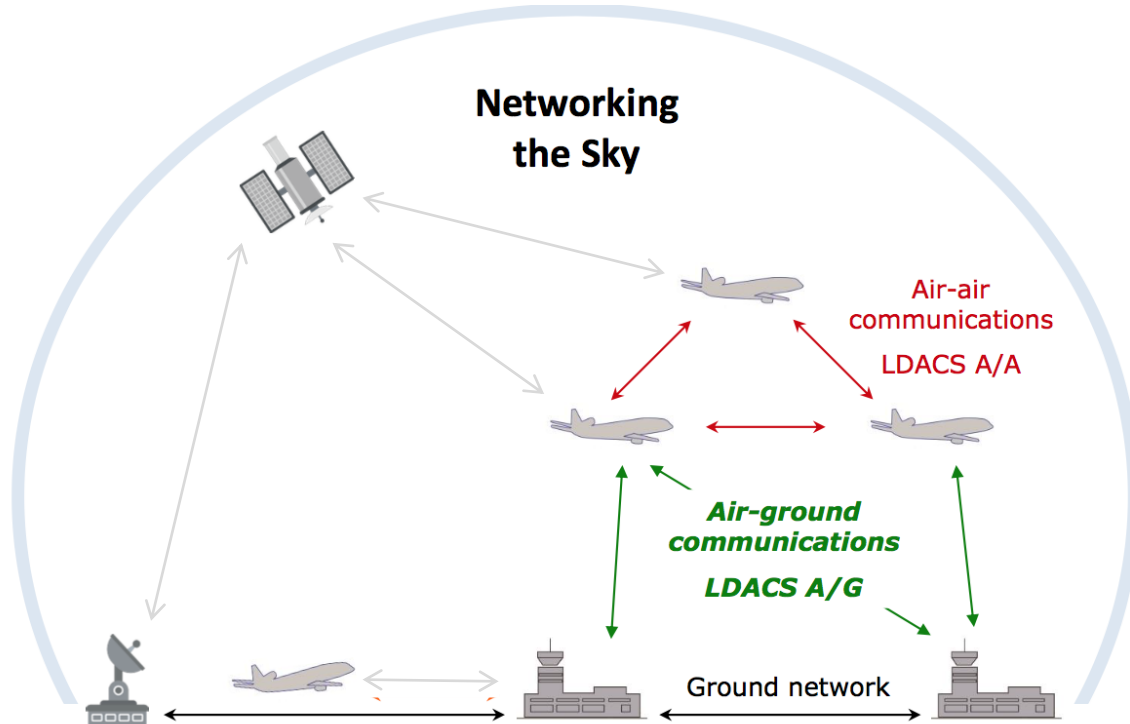 Networking
the Sky
Air-air
communications
LDACS A/A
Air-ground
communications
LDACS A/G
Ground network